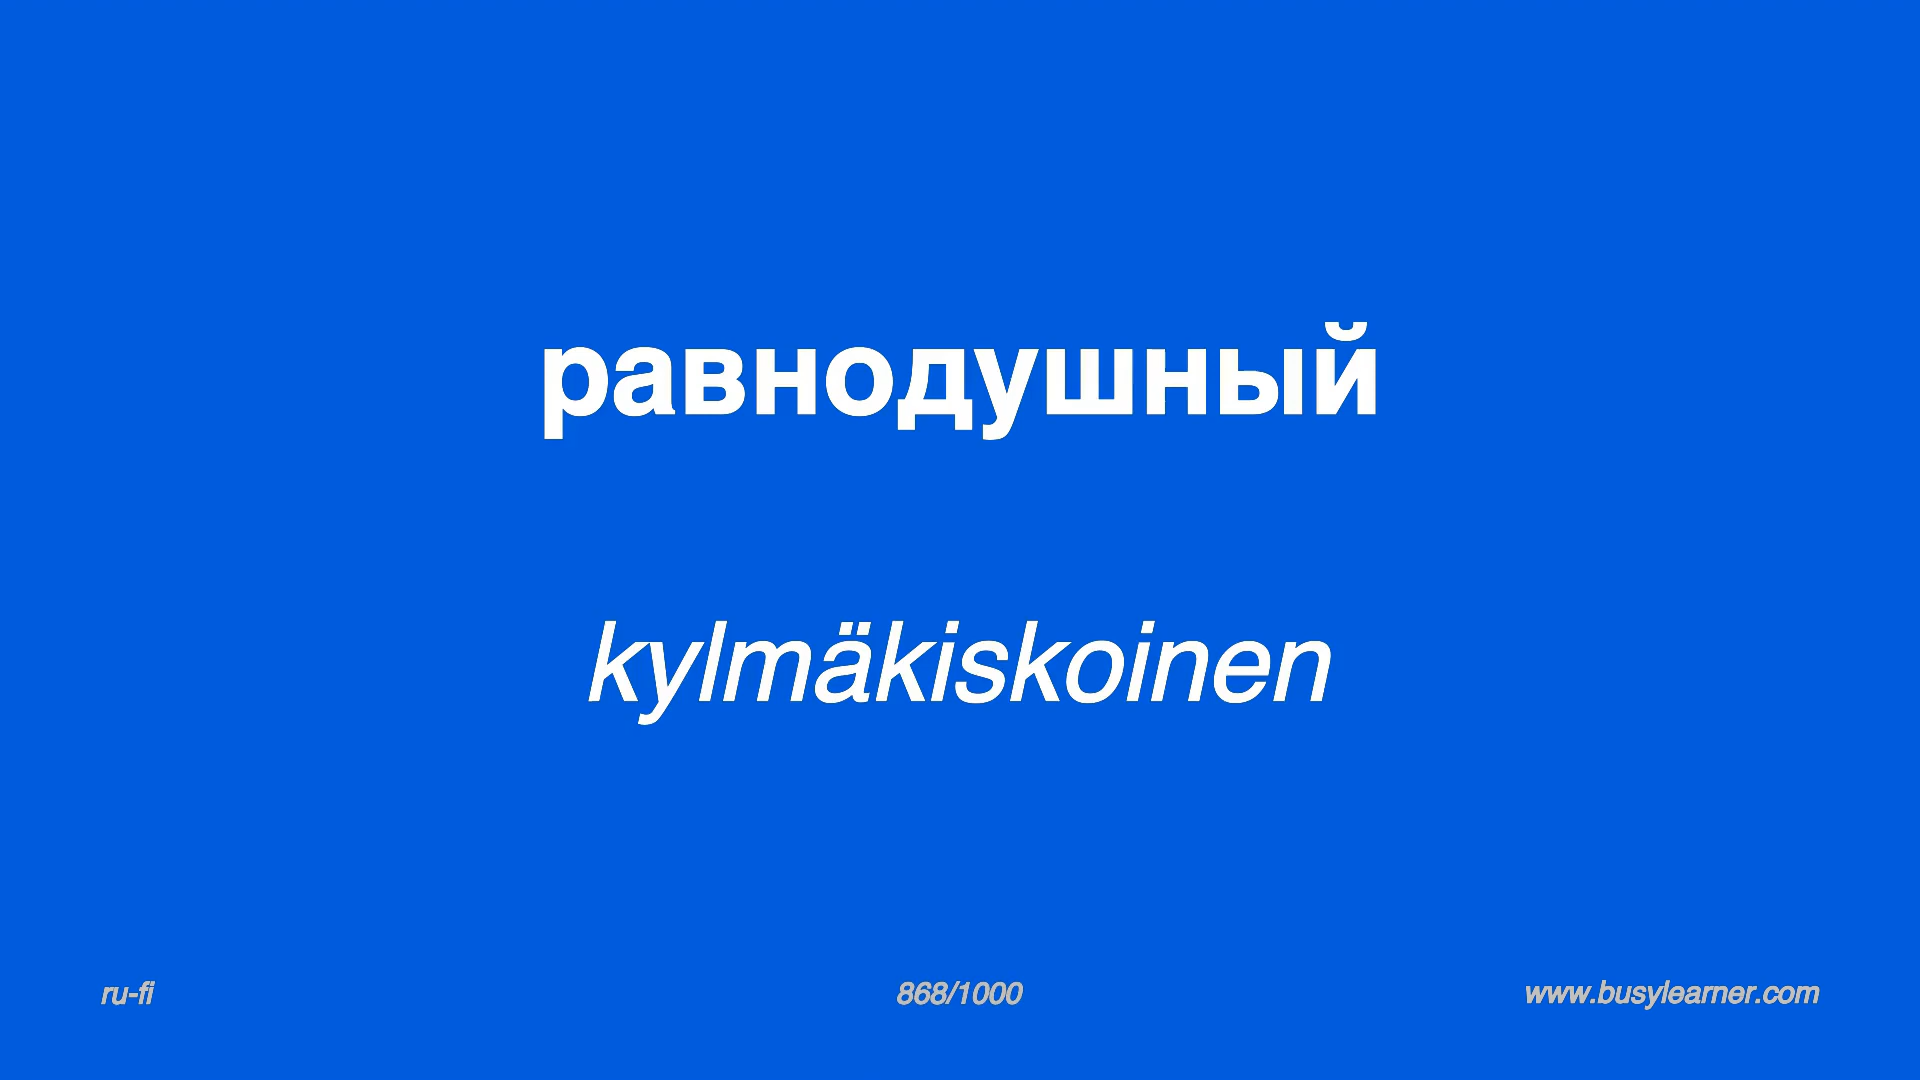 равнодушный
kylmäkiskoinen
ru-fi
868/1000
www.busylearner.com